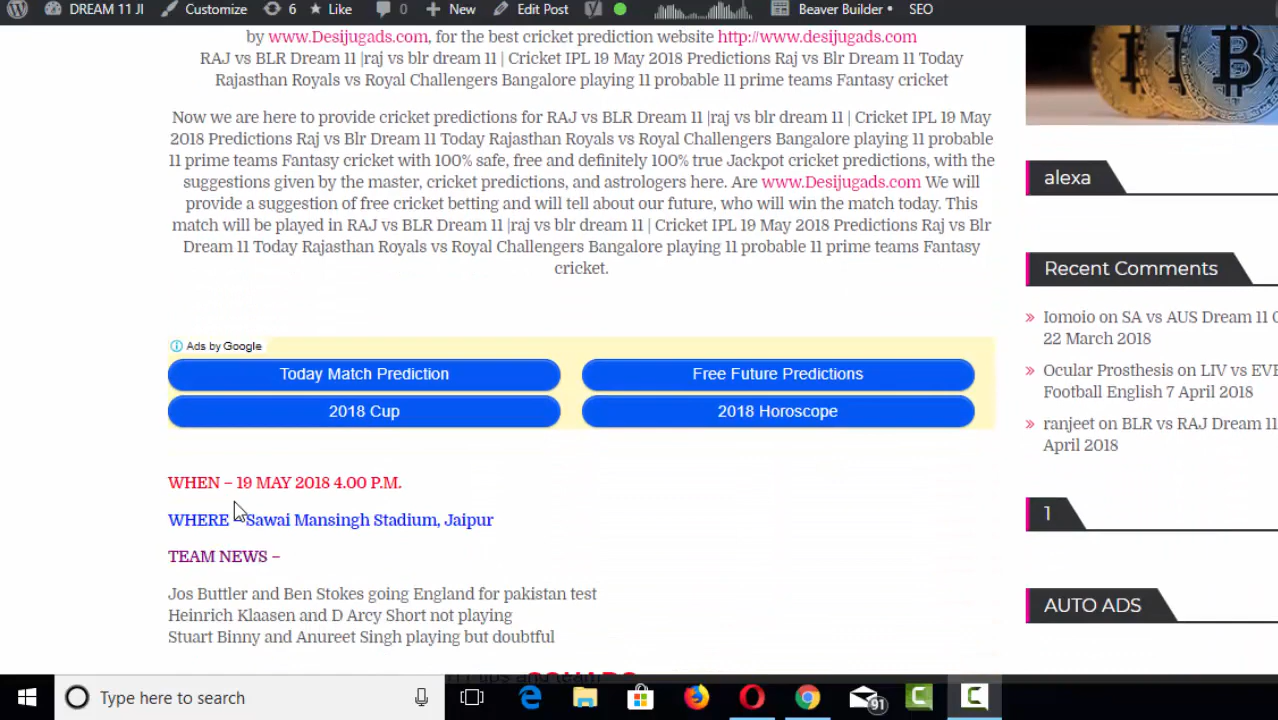 DREAM 11 JI Customize 6 Like 0 New Edit Post Beaver Builder SEO
by www.Desijugads.com, for the best cricket prediction website http://www.desijugads.com
RAJ vs BLR Dream 11 |raj vs blr dream 11 | Cricket IPL 19 May 2018 Predictions Raj vs Blr Dream 11 Today
Rajasthan Royals vs Royal Challengers Bangalore playing 11 probable 11 prime teams Fantasy cricket
Now we are here to provide cricket predictions for RAJ vs BLR Dream 11 |raj vs blr dream 11 | Cricket IPL 19 May
2018 Predictions Raj vs Blr Dream 11 Today Rajasthan Royals vs Royal Challengers Bangalore playing 11 probable
11 prime teams Fantasy cricket with 100% safe, free and definitely 100% true Jackpot cricket predictions, with the
suggestions given by the master, cricket predictions, and astrologers here. Are www.Desijugads.com We will
provide a suggestion of free cricket betting and will tell about our future, who will win the match today. This
match will be played in RAJ vs BLR Dream 11 |raj vs blr dream 11 | Cricket IPL 19 May 2018 Predictions Raj vs Blr
Dream 11 Today Rajasthan Royals vs Royal Challengers Bangalore playing 11 probable 11 prime teams Fantasy
cricket.
Ads by Google
Today Match Prediction
Free Future Predictions
2018 Cup
2018 Horoscope
WHEN – 19 MAY 2018 4.00 P.M.
WHERE – Sawai Mansingh Stadium, Jaipur
TEAM NEWS –
Jos Buttler and Ben Stokes going England for pakistan test
Heinrich Klaasen and D Arcy Short not playing
Stuart Binny and Anureet Singh playing but doubtful
alexa
Recent Comments
Iomoio on SA vs AUS Dream 11
22 March 2018
Ocular Prosthesis on LIV vs
Football English 7 April 2018
ranjeet on BLR vs RAJ Dream 11
April 2018
1
AUTO ADS
Type here to search
91